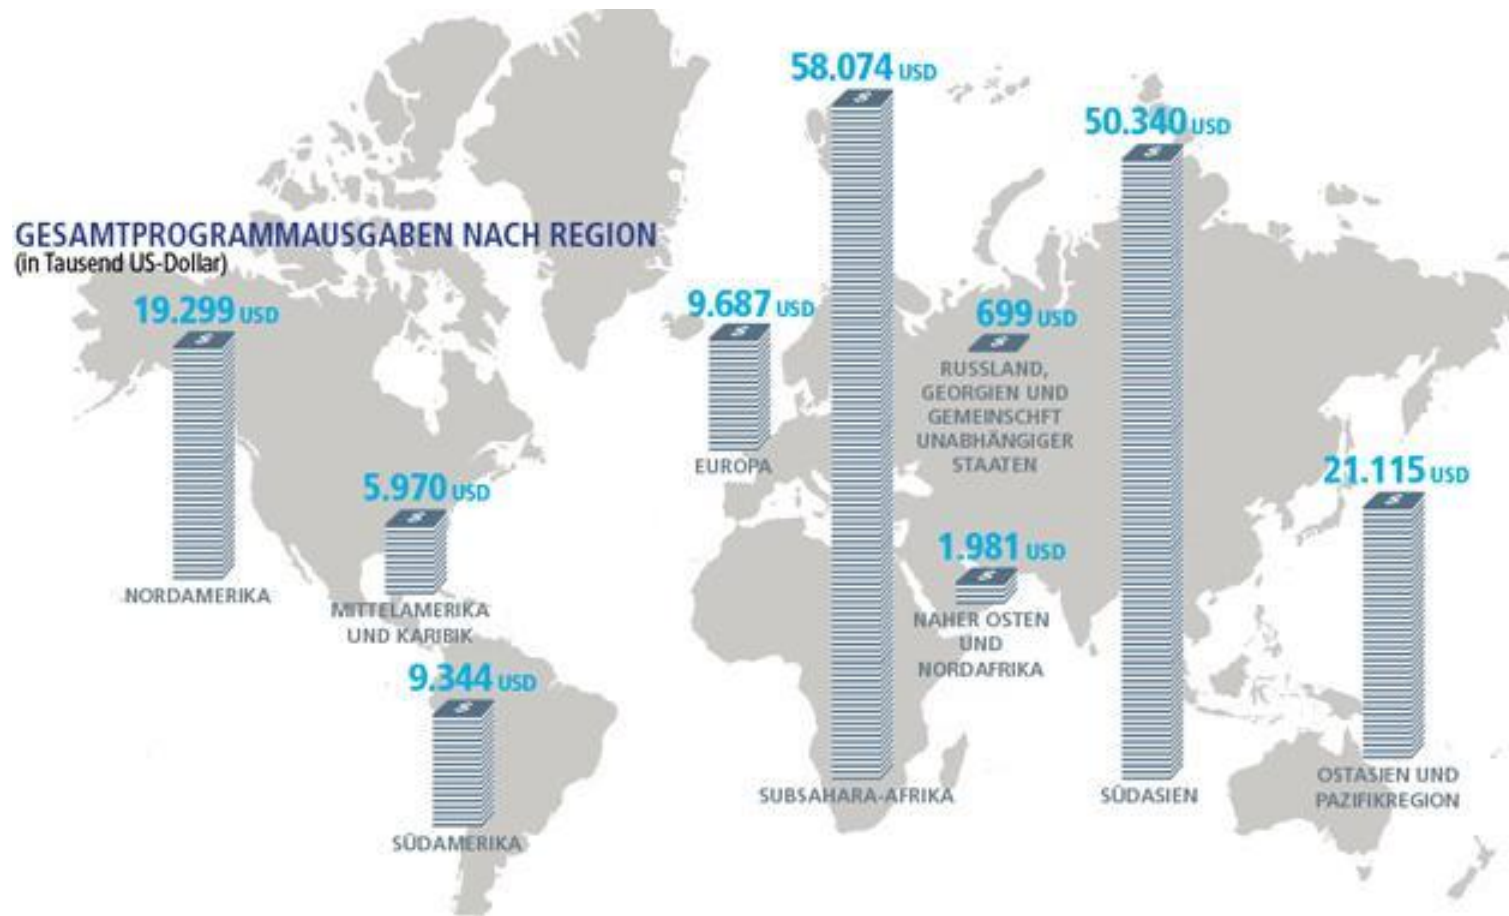 GESAMTPROGRAMMAUSGABEN NACH REGION
(in Tausend US-Dollar)
19.299 USD
NORDAMERIKA
5.970 USD
MITTELAMERIKA
UND KARIBIK
9.344 USD
SÜDAMERIKA
9.687 USD
EUROPA
58.074 USD
SUBSAHARA-AFRIKA
699 USD
RUSSLAND,
GEORGIEN UND
GEMEINSCHFT
UNABHÄNGIGER
STAATEN
1.981 USD
NAHER OSTEN
UND
NORDAFRIKA
50.340 USD
SÜDASIEN
21.115 USD
OSTASIEN UND
PAZIFIKREGION